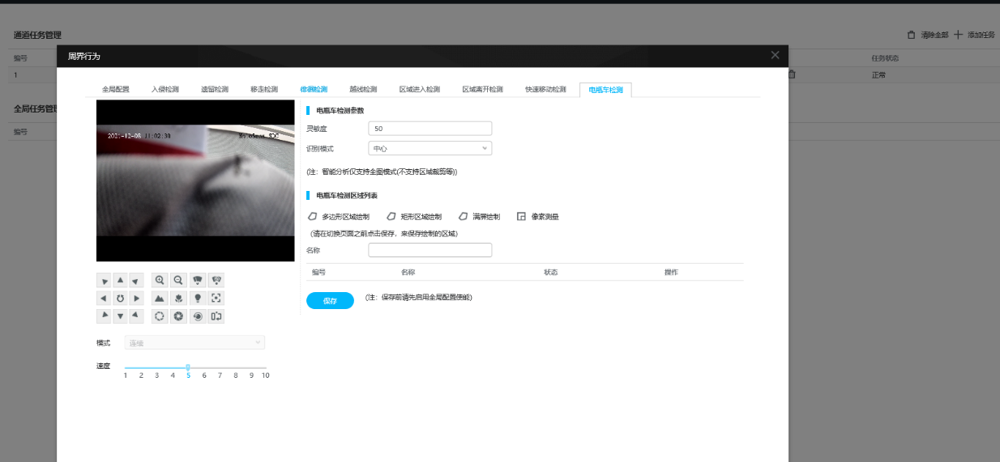 通道任务管理
清除全部 添加任务
编号 任务状态
1 正常
全局任务管理
编号
周界行为
全局配置 入侵检测 遗留检测 移走检测 徘徊检测 越线检测 区域进入检测 区域离开检测 快速移动检测 电瓶车检测
2021-12-08 11:02:30
HoloSens SDC
电瓶车检测参数
灵敏度 50
识别模式 中心
(注：智能分析仅支持全图模式(不支持区域裁剪等))
电瓶车检测区域列表
多边形区域绘制 矩形区域绘制 满屏绘制 像素测量
(请在切换页面之前点击保存，来保存绘制的区域)
名称
编号 名称 状态 操作
保存 (注：保存前请先启用全局配置使能)
模式 连续
速度
1 2 3 4 5 6 7 8 9 10